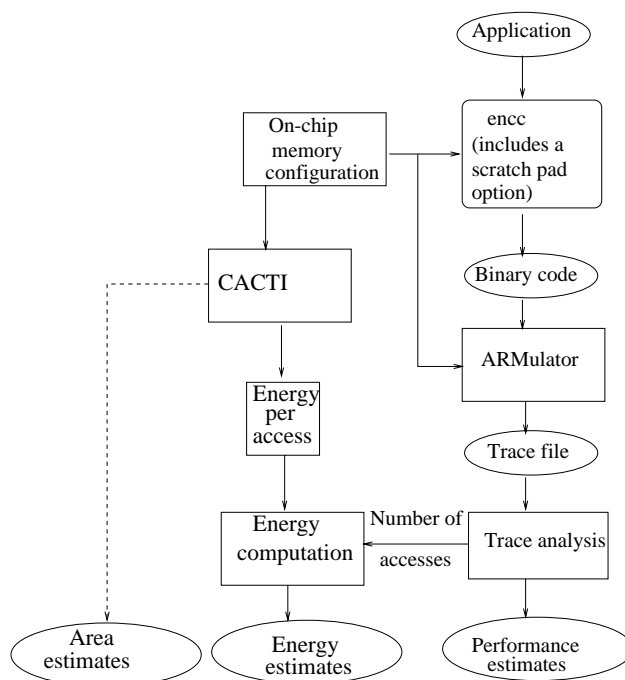 Application
encc
(includes a
scratch pad
option)
On-chip
memory
configuration
CACTI
Binary code
ARMulator
Energy
per
access
Trace file
Energy
computation
Number of
accesses
Trace analysis
Area
estimates
Energy
estimates
Performance
estimates